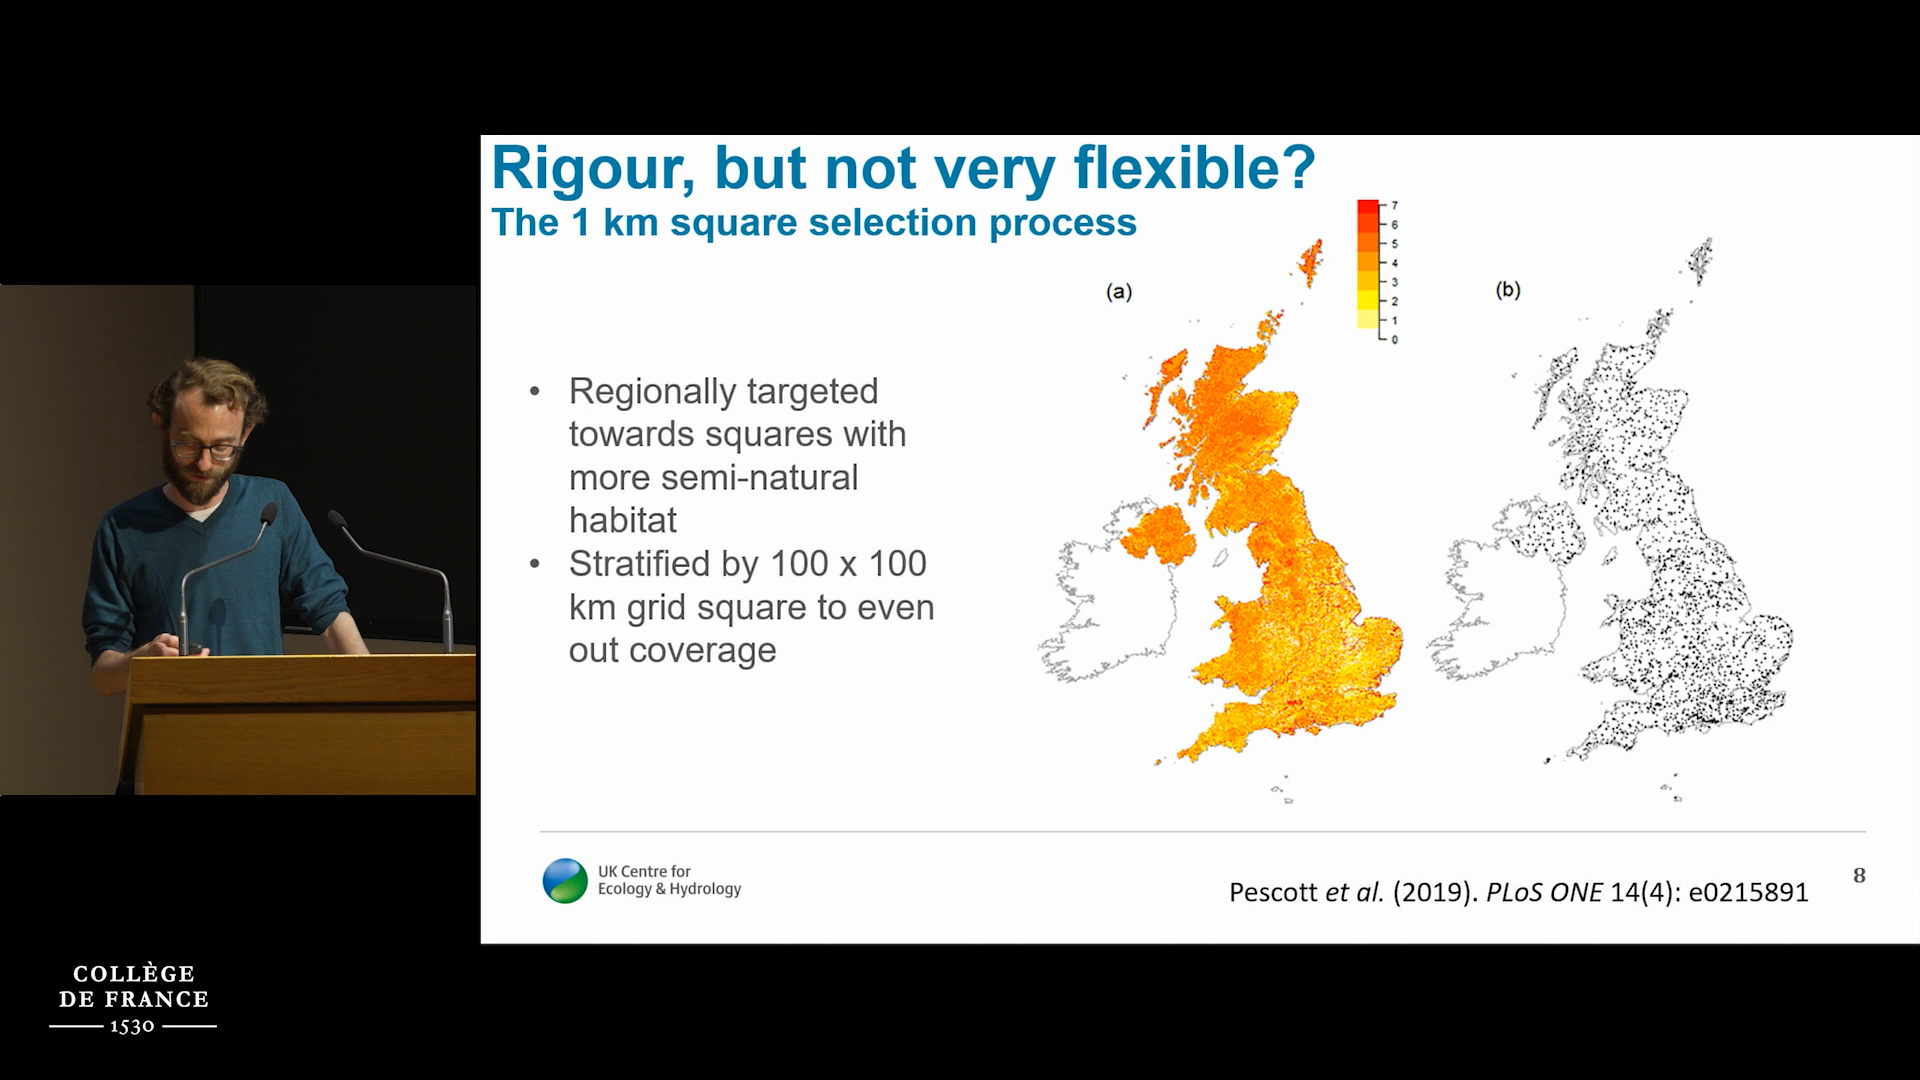 Rigour, but not very flexible?
The 1 km square selection process
(a)
7
6
5
4
3
2
1
0
(b)
• Regionally targeted
towards squares with
more semi-natural
habitat
• Stratified by 100 x 100
km grid square to even
out coverage
UK Centre for
Ecology & Hydrology
Pescott et al. (2019). PLoS ONE 14(4): e0215891
8
COLLÈGE
DE FRANCE
1530